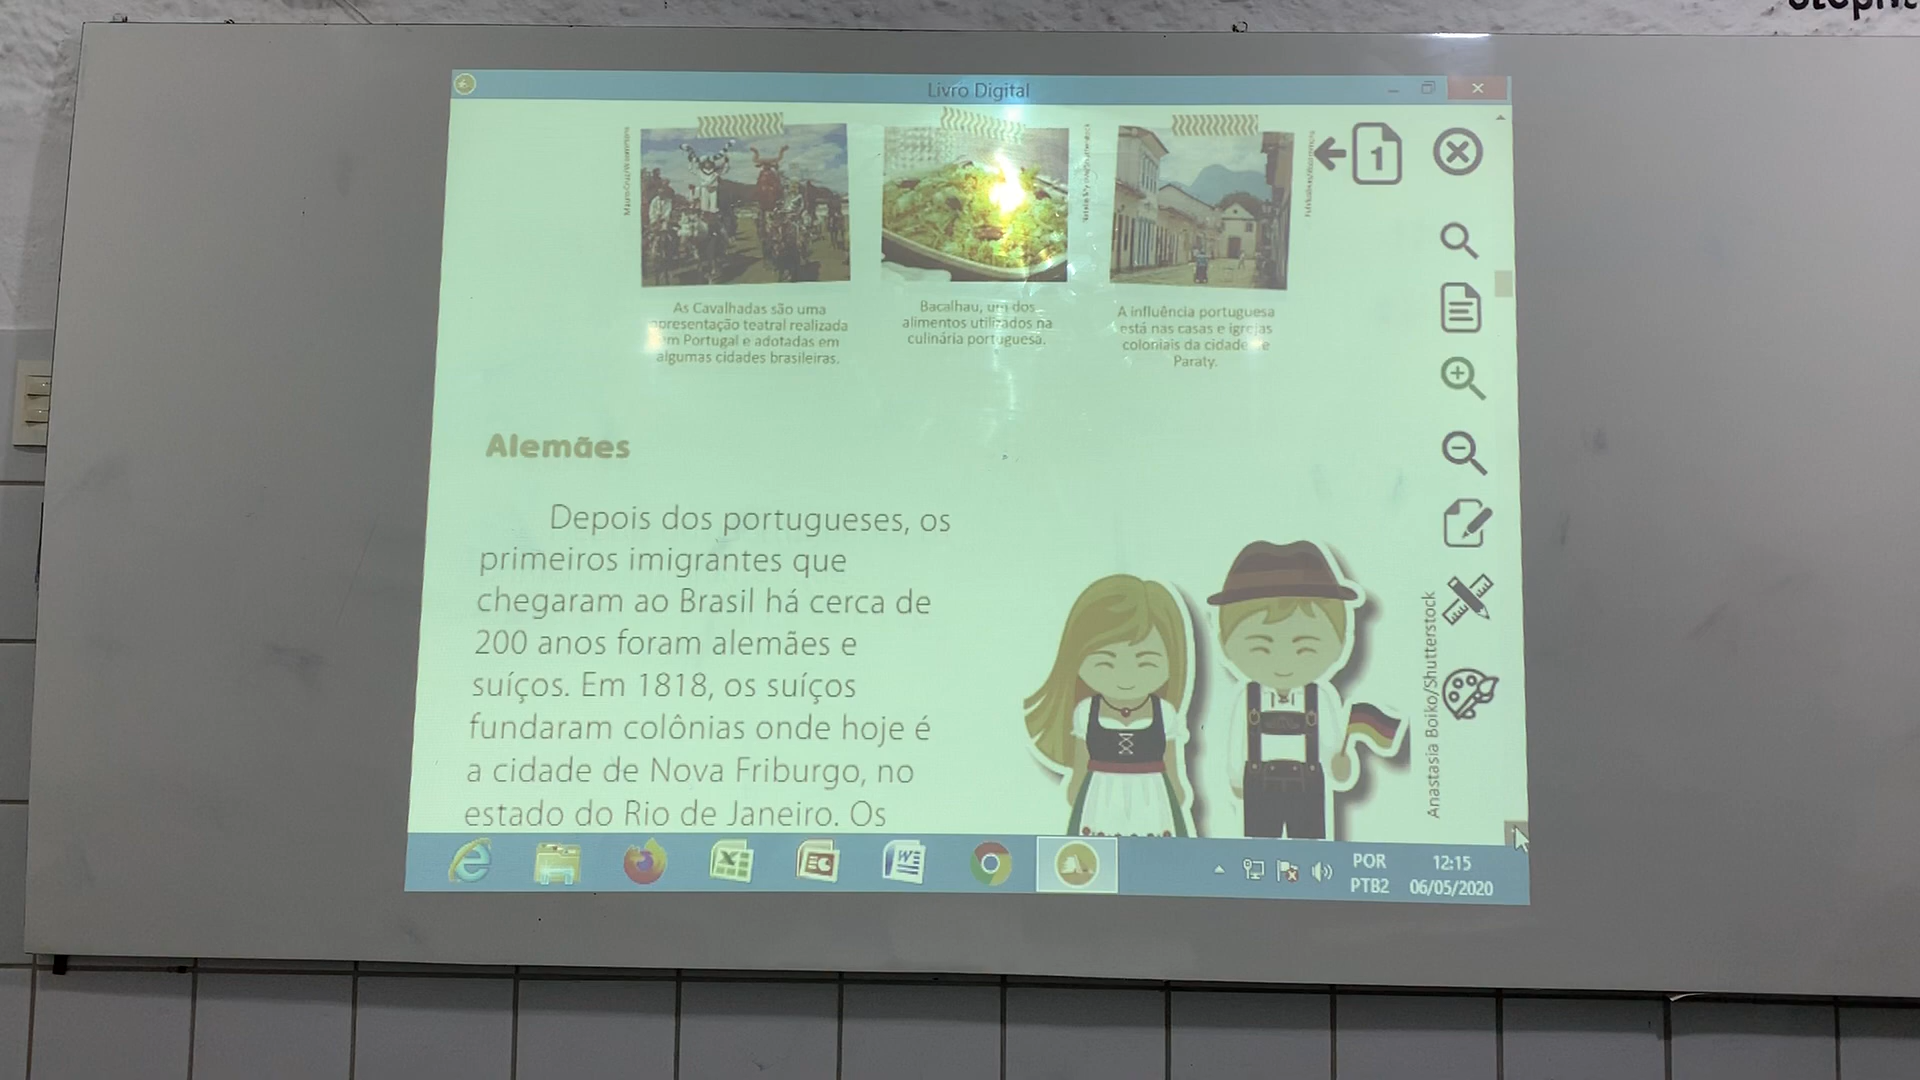 Livro Digital
1
As Cavalhadas são uma
apresentação teatral realizada
em Portugal e adotadas em
algumas cidades brasileiras.
Bacalhau, um dos
alimentos utilizados na
culinária portuguesa.
A influência portuguesa
está nas casas e igrejas
coloniais da cidade de
Paraty.
Alemães
Depois dos portugueses, os
primeiros imigrantes que
chegaram ao Brasil há cerca de
200 anos foram alemães e
suíços. Em 1818, os suíços
fundaram colônias onde hoje é
a cidade de Nova Friburgo, no
estado do Rio de Janeiro. Os
Anastasia Boiko/Shutterstock
POR
PTB2
12:15
06/05/2020